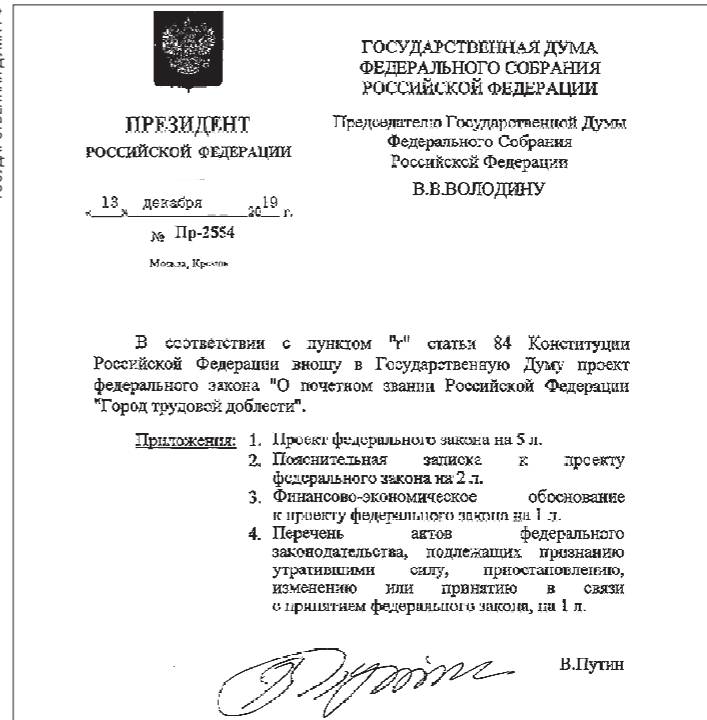 ГОСУДАРСТВЕННАЯ ДУМА
ФЕДЕРАЛЬНОГО СОБРАНИЯ
РОССИЙСКОЙ ФЕДЕРАЦИИ
ПРЕЗИДЕНТ
РОССИЙСКОЙ ФЕДЕРАЦИИ
Председателю Государственной Думы
Федерального Собрания
Российской Федерации
В.В.ВОЛОДИНУ
« 13 » декабря 2019 г.
№ Пр-2554
Москва, Кремль
В соответствии с пунктом "г" статьи 84 Конституции
Российской Федерации вношу в Государственную Думу проект
федерального закона "О почетном звании Российской Федерации
"Город трудовой доблести".
Приложения: 1. Проект федерального закона на 5 л.
2. Пояснительная записка к проекту
федерального закона на 2 л.
3. Финансово-экономическое обоснование
к проекту федерального закона на 1 л.
4. Перечень актов федерального
законодательства, подлежащих признанию
утратившими силу, приостановлению,
изменению или принятию в связи
с принятием федерального закона, на 1 л.
В.Путин